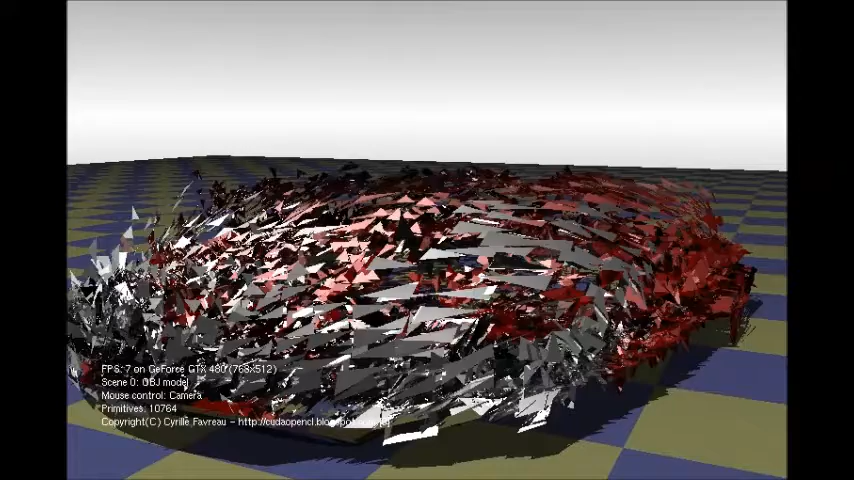 FPS: 7 on GeForce GTX 480 (768x512)
Scene 0: OBJ model
Mouse control: Camera
Primitives: 10764
Copyright(C) Cyrille Favreau - http://cudaopencl.blogspot.com